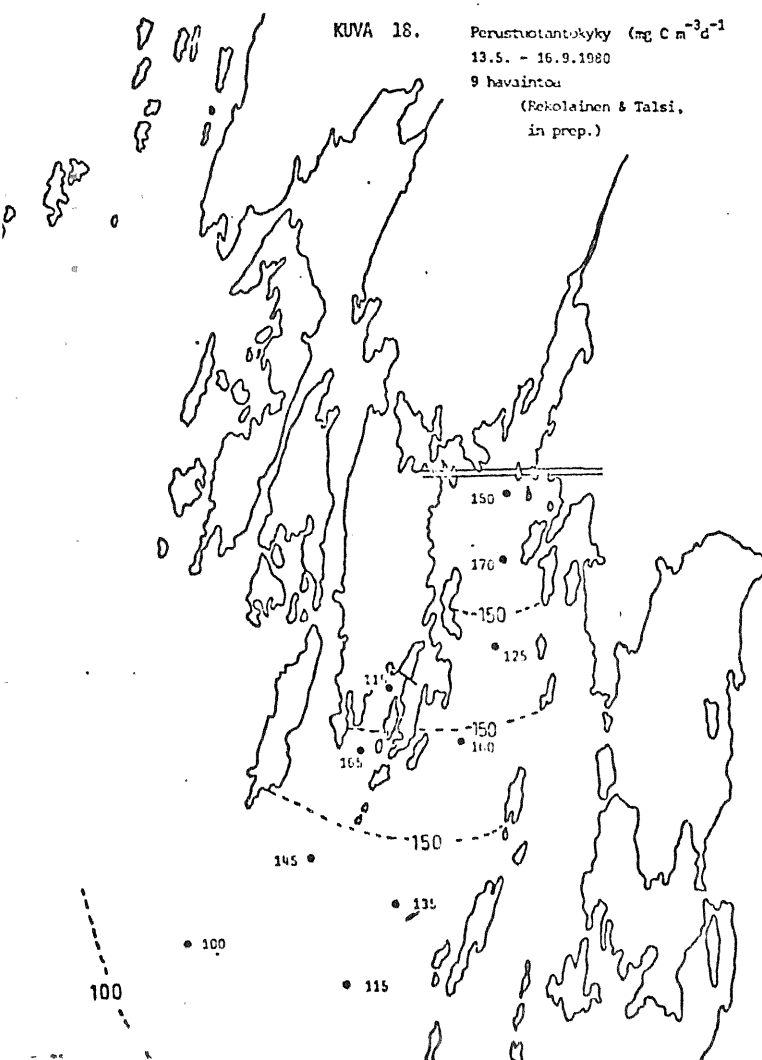 KUVA 18.
Perustuotantokyky (mg C m⁻³d⁻¹
13.5. - 16.9.1980
9 havaintoa
(Rekolainen & Talsi,
in prep.)
150
170
150
125
150
160
165
150
145
135
100
115
100